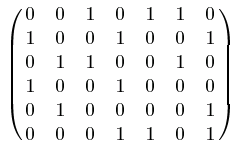 0 0 1 0 1 1 0
1 0 0 1 0 0 1
0 1 1 0 0 1 0
1 0 0 1 0 0 0
0 1 0 0 0 0 1
0 0 0 1 1 0 1